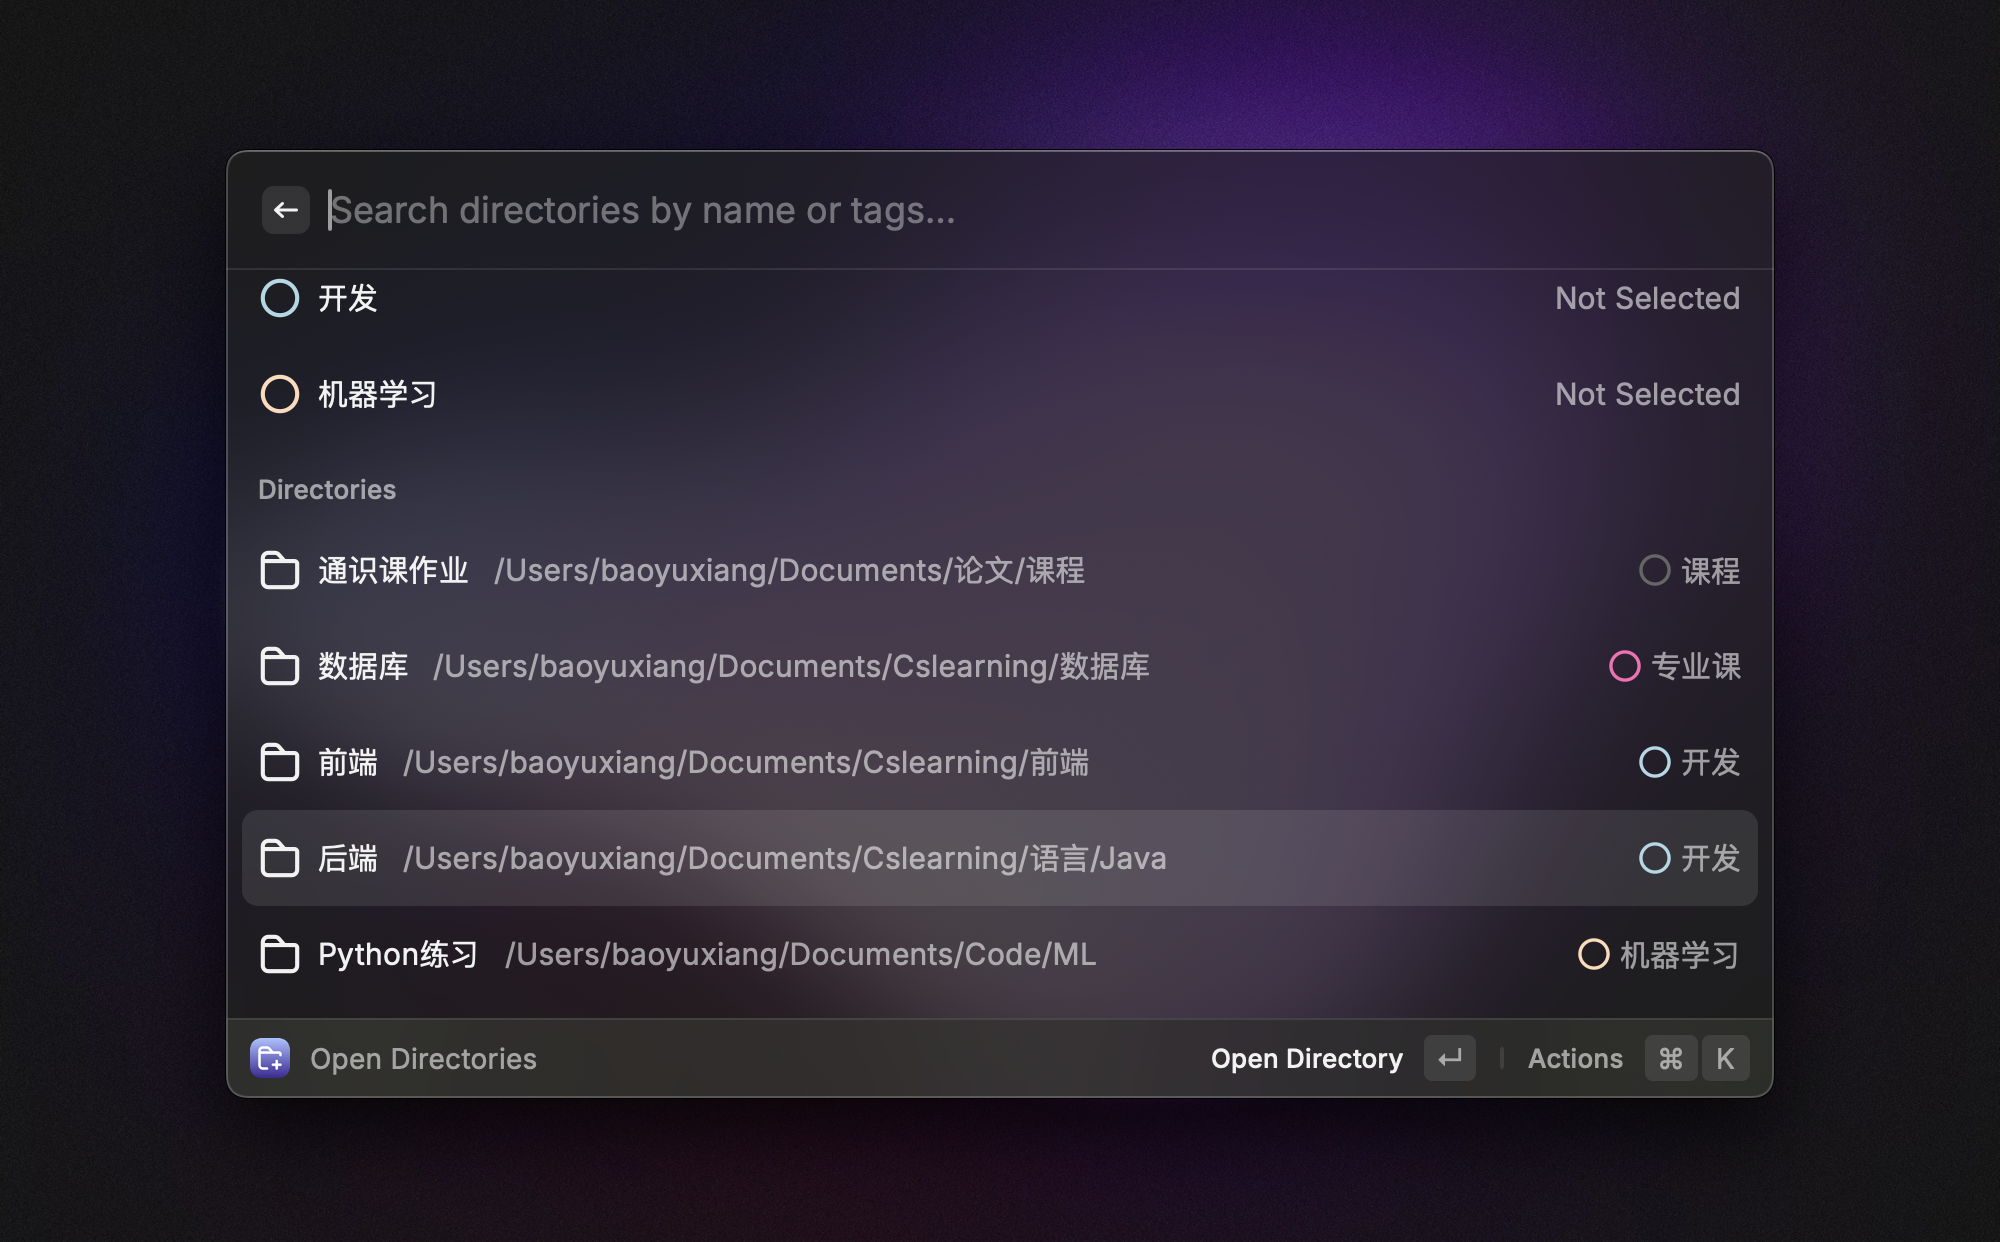 Search directories by name or tags...
开发 Not Selected
机器学习 Not Selected
Directories
通识课作业 /Users/baoyuxiang/Documents/论文/课程 课程
数据库 /Users/baoyuxiang/Documents/Cslearning/数据库 专业课
前端 /Users/baoyuxiang/Documents/Cslearning/前端 开发
后端 /Users/baoyuxiang/Documents/Cslearning/语言/Java 开发
Python练习 /Users/baoyuxiang/Documents/Code/ML 机器学习
Open Directories Open Directory ↵ Actions ⌘ K